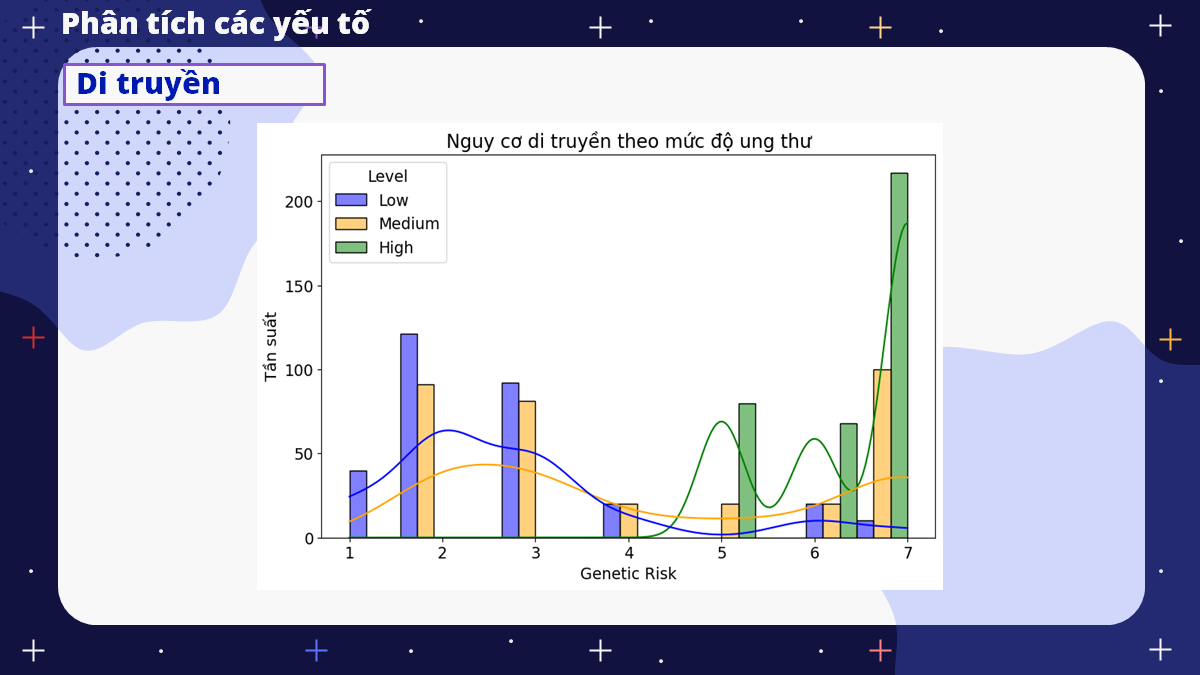 Phân tích các yếu tố
Di truyền
Nguy cơ di truyền theo mức độ ung thư
Level
Low
Medium
High
200
150
100
50
0
Tần suất
1 2 3 4 5 6 7
Genetic Risk